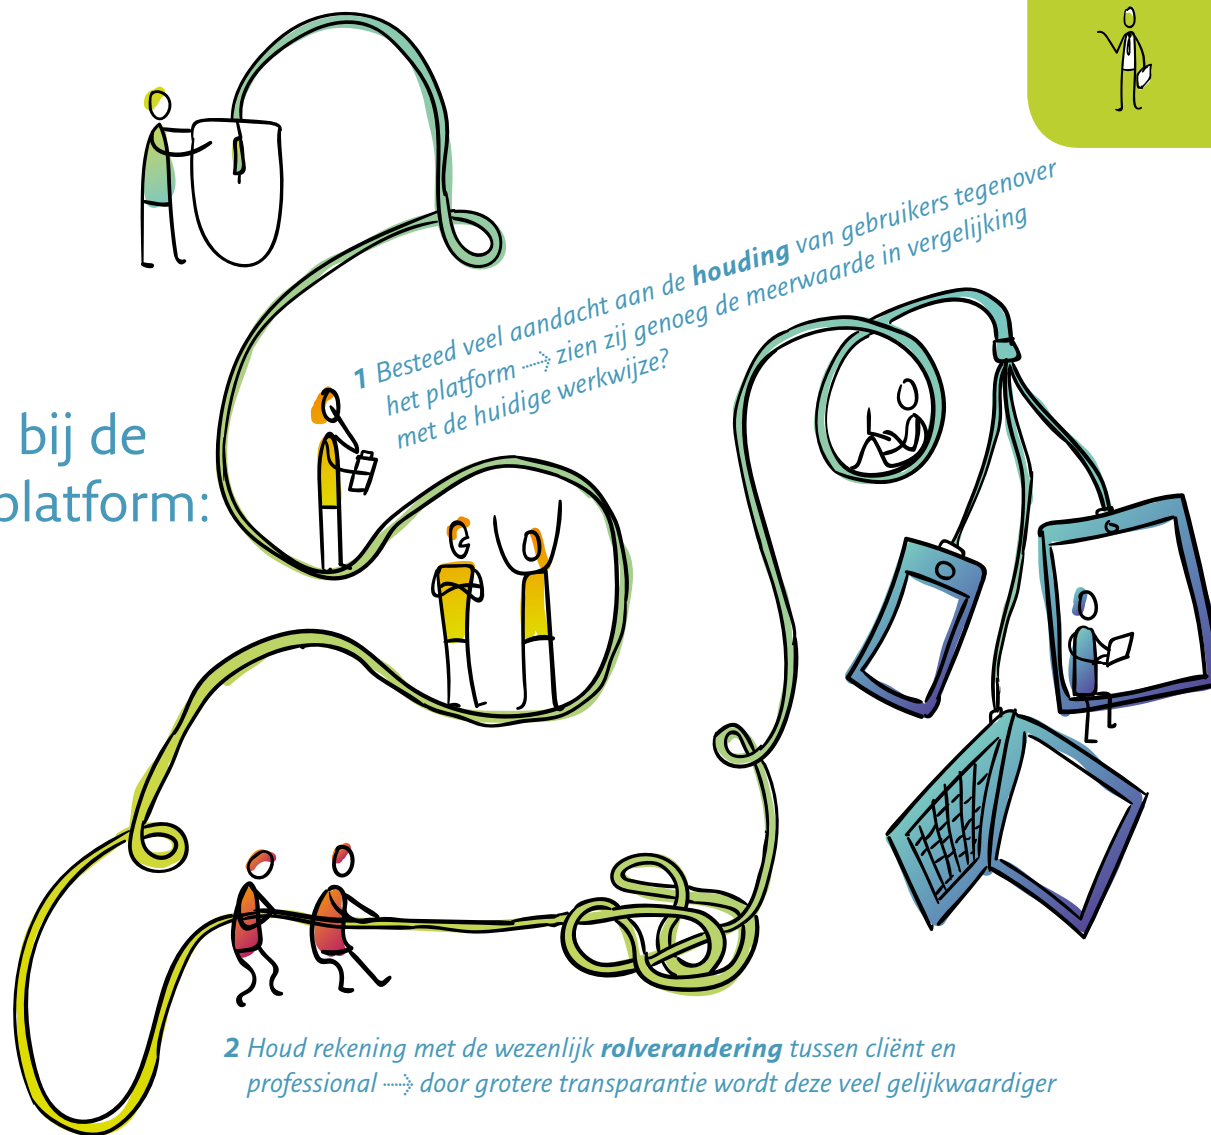 1 Besteed veel aandacht aan de houding van gebruikers tegenover
het platform ···> zien zij genoeg de meerwaarde in vergelijking
met de huidige werkwijze?
bij de
platform:
2 Houd rekening met de wezenlijk rolverandering tussen cliënt en
professional ···> door grotere transparantie wordt deze veel gelijkwaardiger